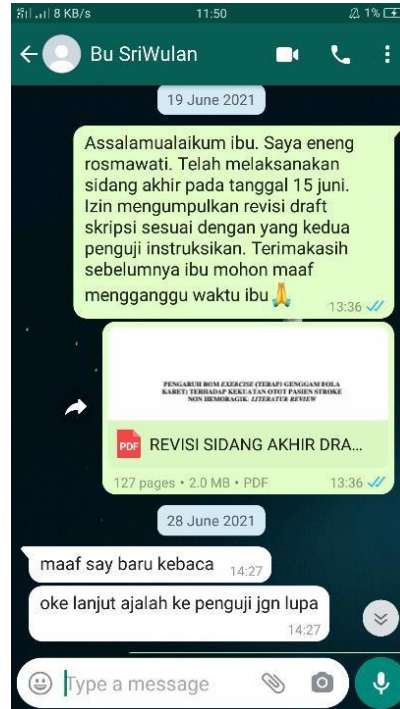 8 KB/s 11:50 1%
Bu SriWulan
19 June 2021
Assalamualaikum ibu. Saya eneng
rosmawati. Telah melaksanakan
sidang akhir pada tanggal 15 juni.
Izin mengumpulkan revisi draft
skripsi sesuai dengan yang kedua
penguji instruksikan. Terimakasih
sebelumnya ibu mohon maaf
mengganggu waktu ibu🙏
13:36
PENGARUH ROM EXERCISE (TERAPI GENGGAM BOLA
KARET) TERHADAP KEKUATAN OTOT PASIEN STROKE
NON HEMORAGIK: LITERATUR REVIEW
PDF REVISI SIDANG AKHIR DRA...
127 pages • 2.0 MB • PDF 13:36
28 June 2021
maaf say baru kebaca 14:27
oke lanjut ajalah ke penguji jgn lupa
14:27
Type a message